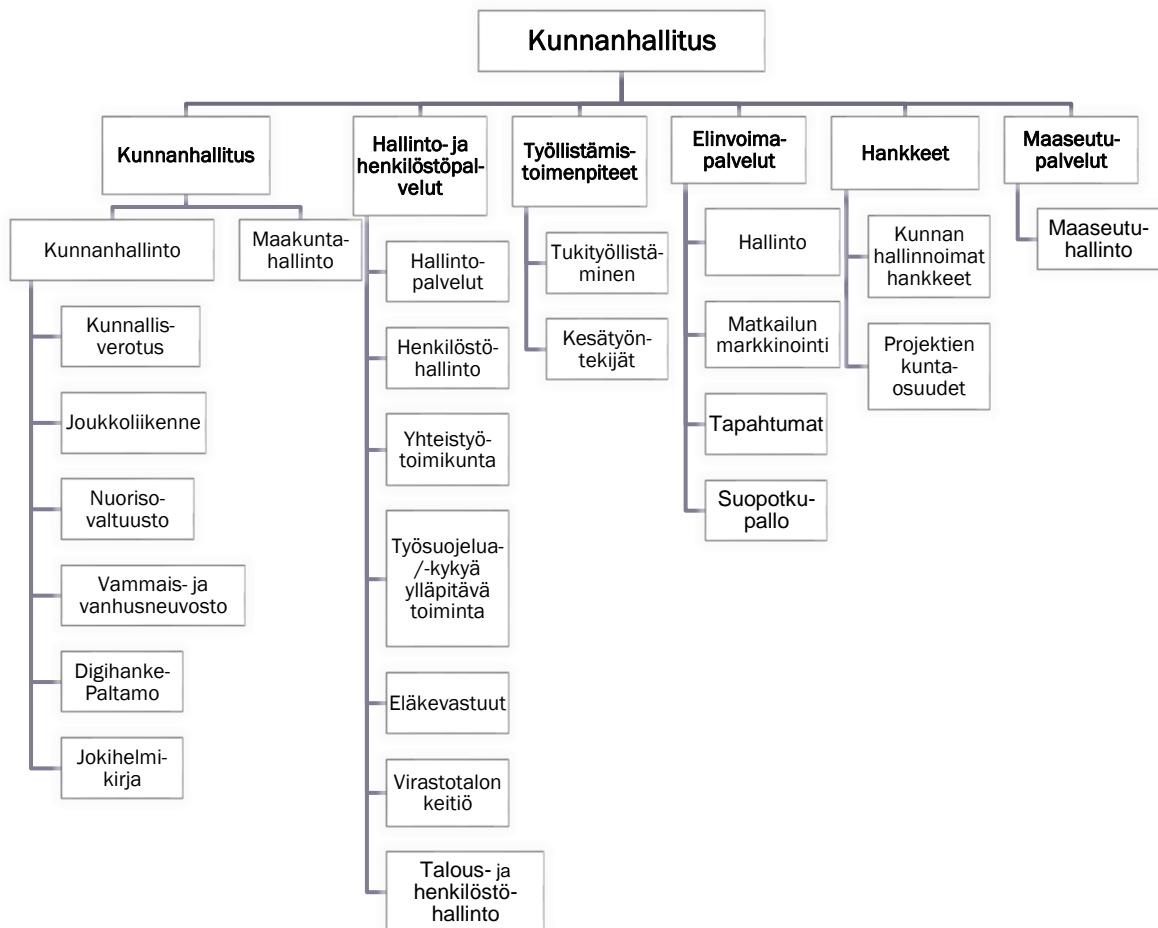 Kunnanhallitus
Kunnanhallitus
Kunnanhallinto
Maakunta-
hallinto
Kunnallis-
verotus
Joukkoliikenne
Nuoriso-
valtuusto
Vammais- ja
vanhusneuvosto
Digihanke-
Paltamo
Jokihelmi-
kirja
Hallinto- ja
henkilöstöpal-
velut
Hallinto-
palvelut
Henkilöstö-
hallinto
Yhteistyö-
toimikunta
Työsuojelua-
/-kykyä
ylläpitävä
toiminta
Eläkevastuut
Virastotalon
keitiö
Talous- ja
henkilöstö-
hallinto
Työllistämis-
toimenpiteet
Tukityöllistä-
minen
Kesätyön-
tekijät
Elinvoima-
palvelut
Hallinto
Matkailun
markkinointi
Tapahtumat
Suopotku-
pallo
Hankkeet
Kunnan
hallinnoimat
hankkeet
Projektien
kunta-
osuudet
Maaseutu-
palvelut
Maaseutu-
hallinto